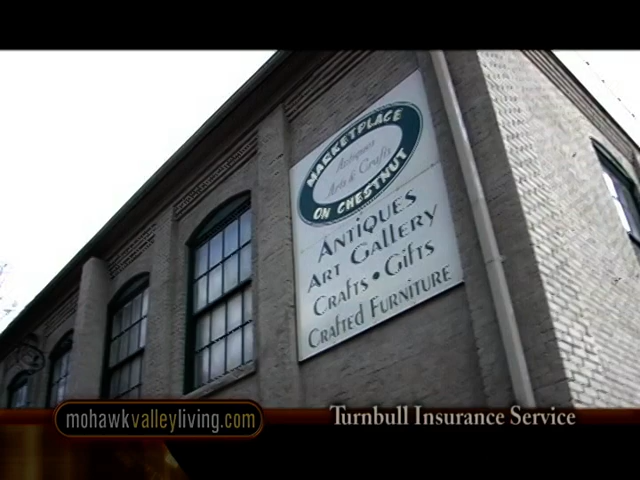 MARKETPLACE
Antiques
Arts & Crafts
ON CHESTNUT
ANTIQUES
ART GALLERY
CRAFTS • GIFTS
CRAFTED FURNITURE
mohawkvalleyliving.com
Turnbull Insurance Service